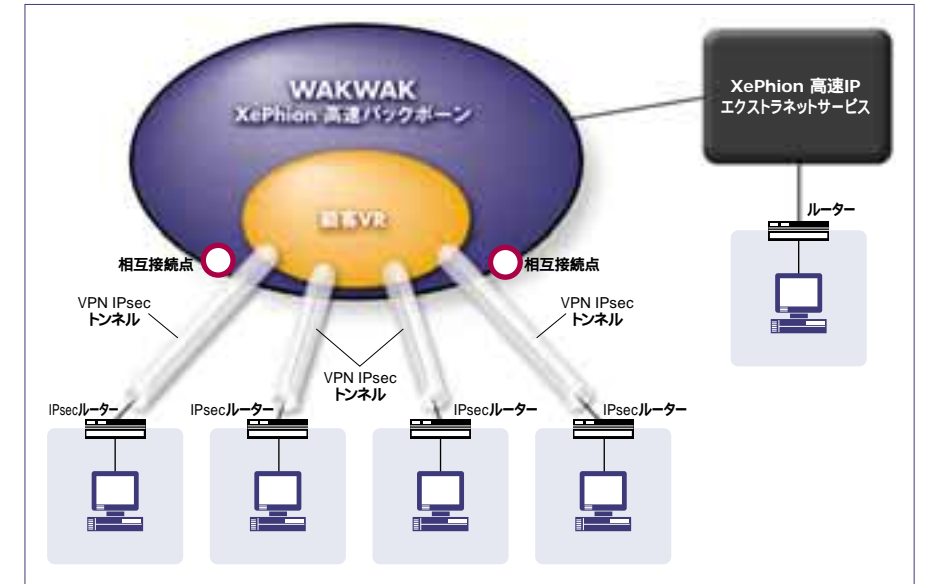 WAKWAK
XePhion 高速バックボーン
XePhion 高速IP
エクストラネットサービス
顧客VR
ルーター
相互接続点
相互接続点
VPN IPsec
トンネル
VPN IPsec
トンネル
VPN IPsec
トンネル
IPsecルーター
IPsecルーター
IPsecルーター
IPsecルーター